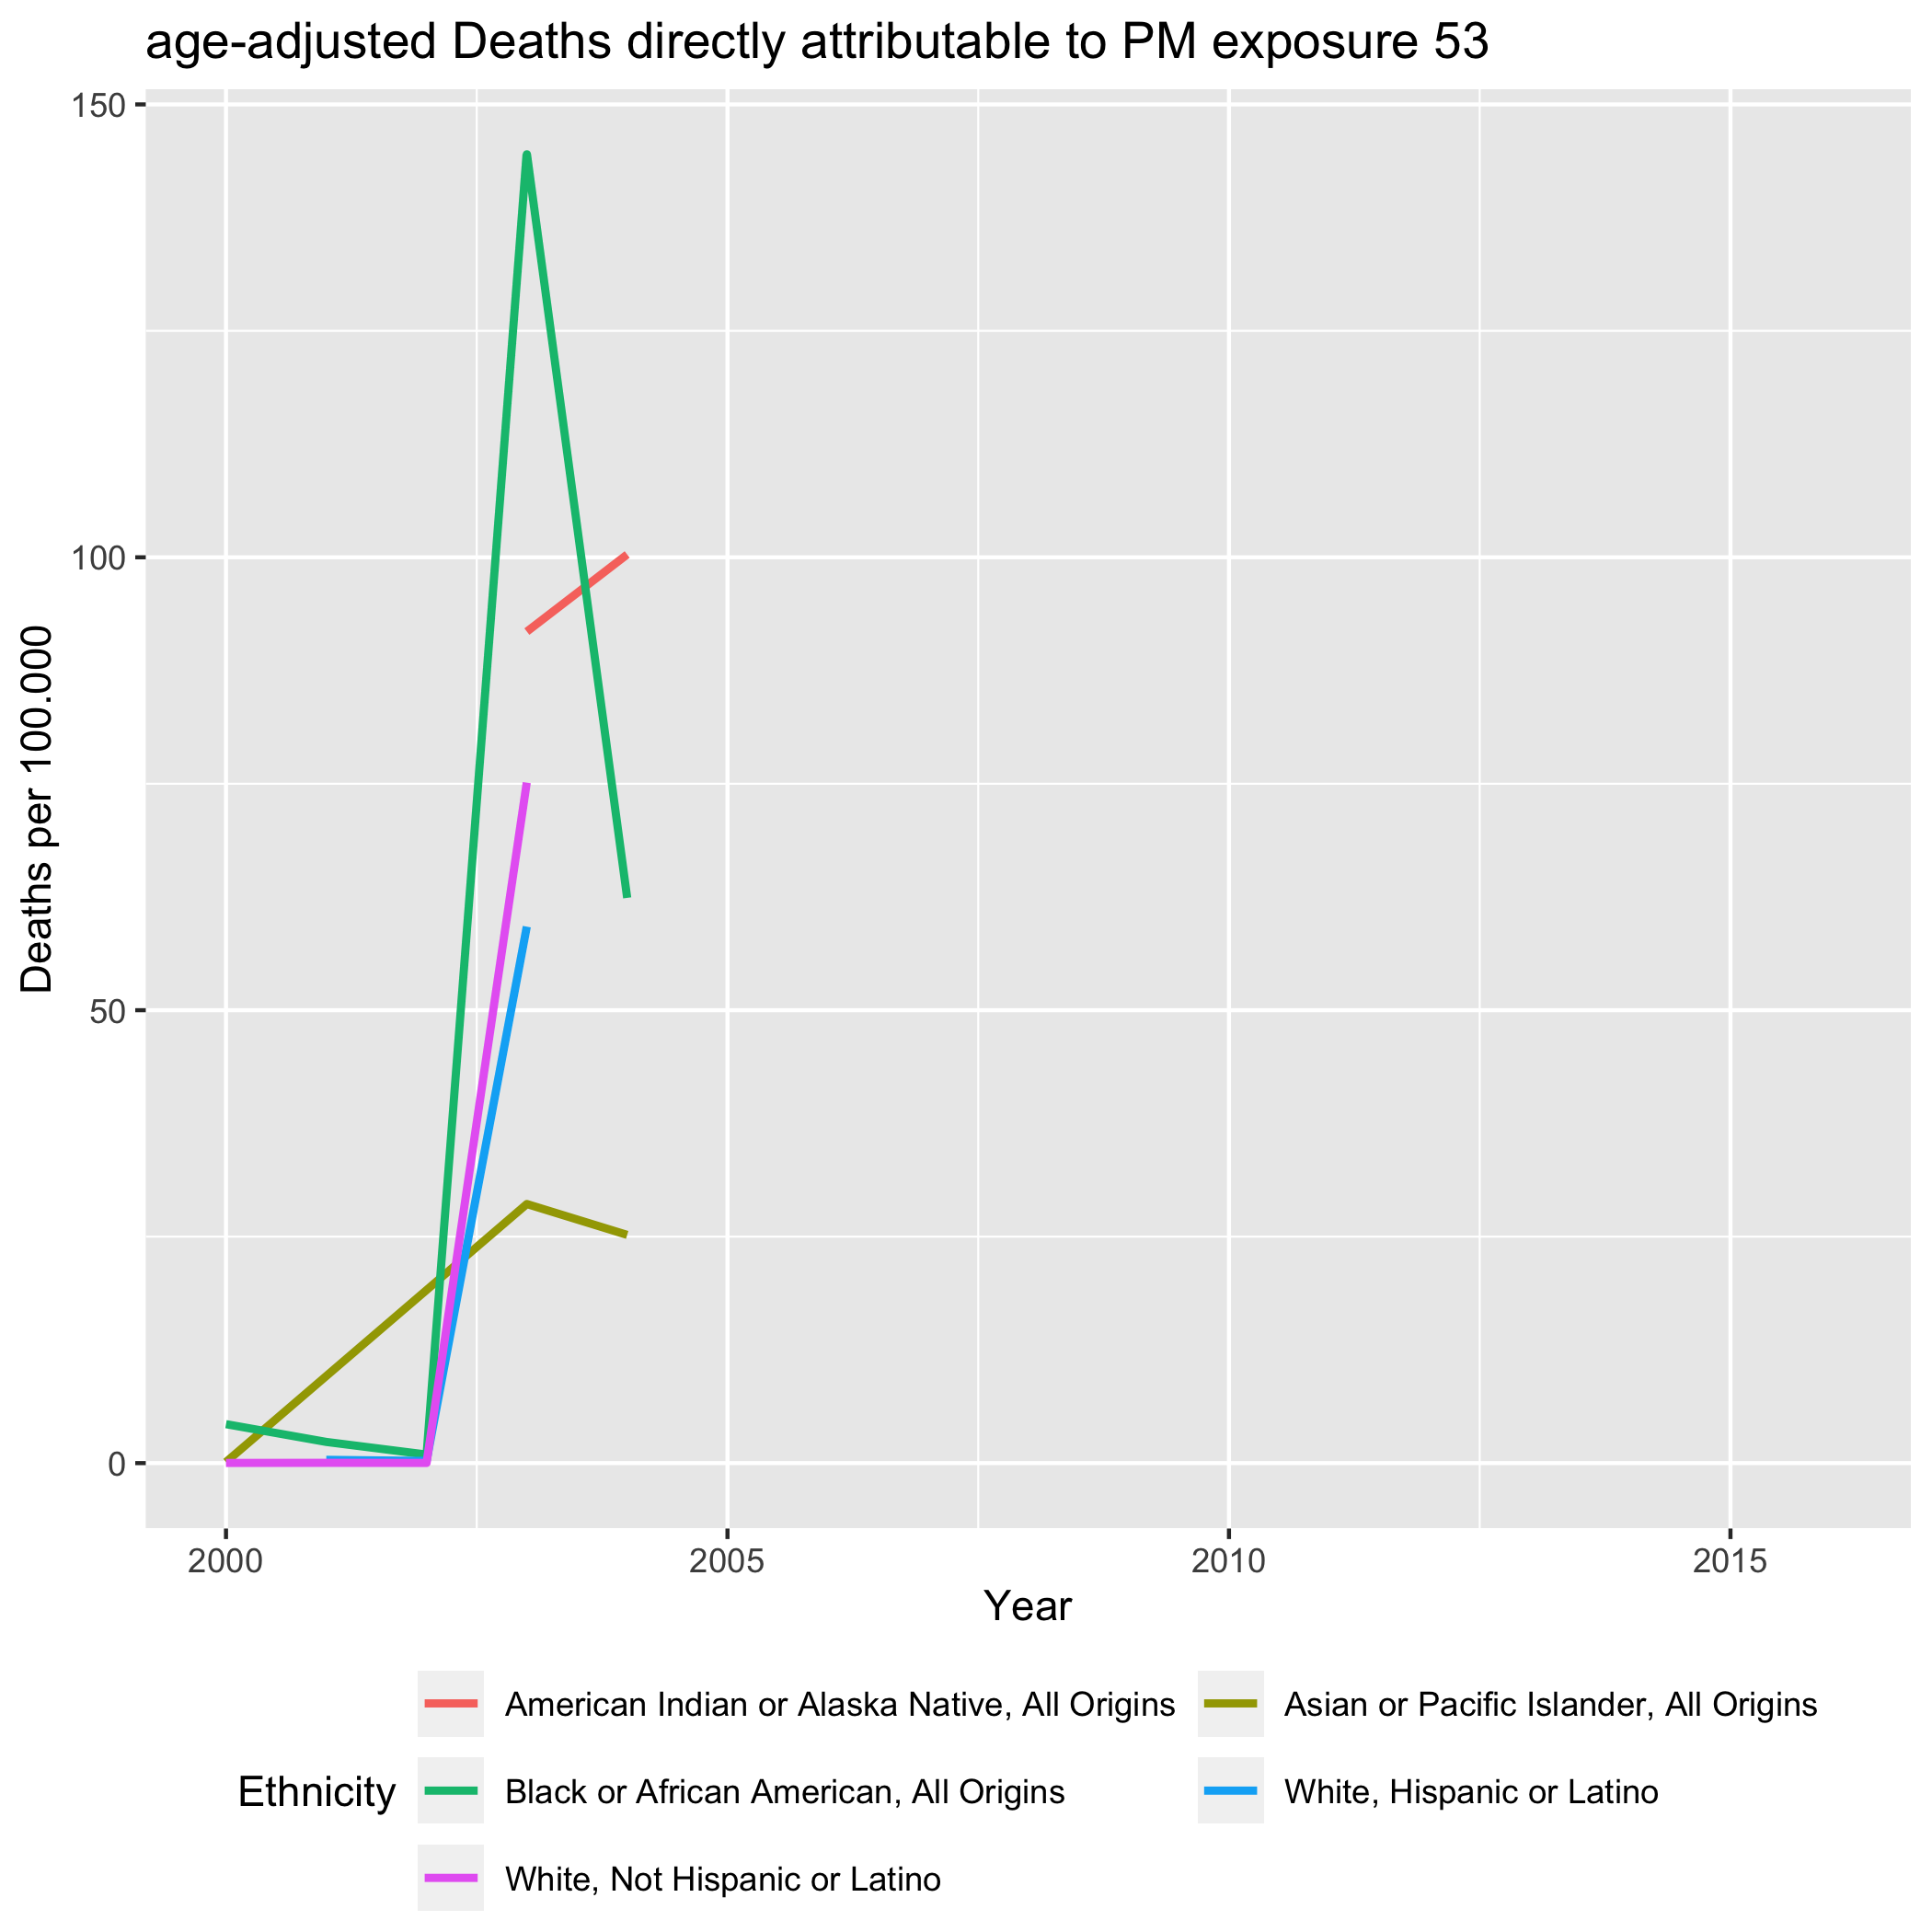 age-adjusted Deaths directly attributable to PM exposure 53
150
100
50
0
Deaths per 100.000
2000 2005 2010 2015
Year
Ethnicity
American Indian or Alaska Native, All Origins
Asian or Pacific Islander, All Origins
Black or African American, All Origins
White, Hispanic or Latino
White, Not Hispanic or Latino